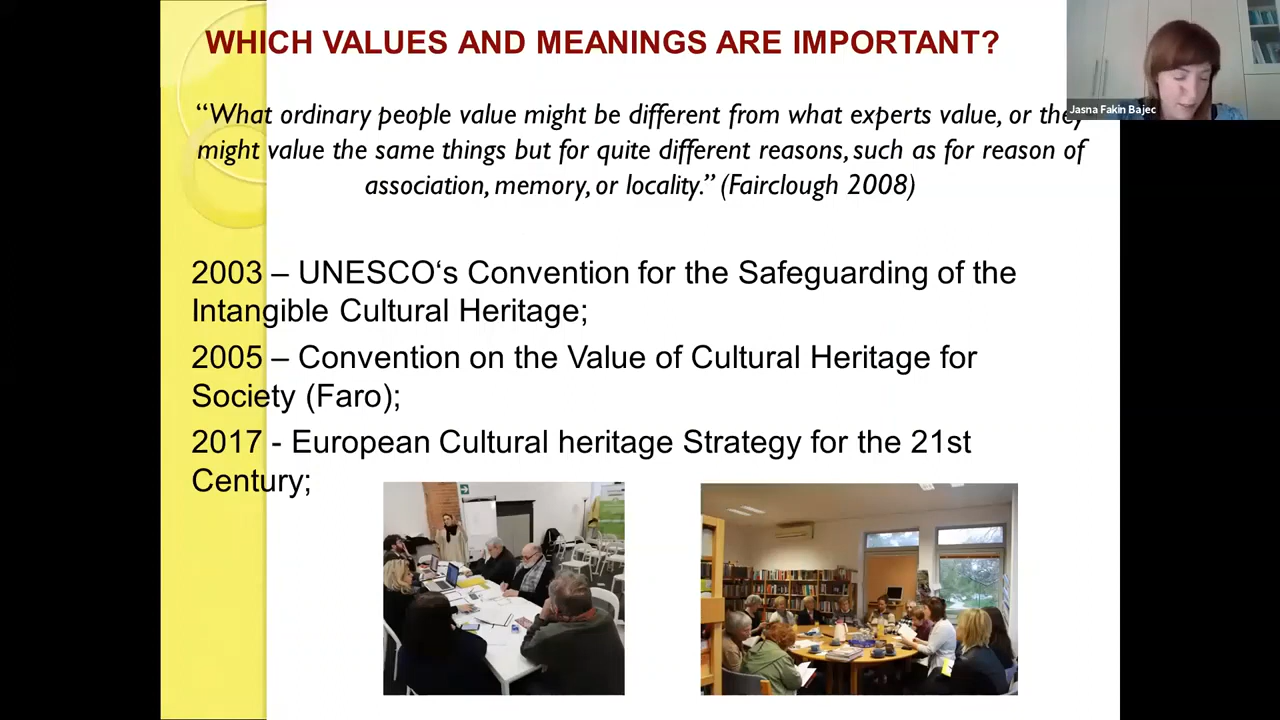 WHICH VALUES AND MEANINGS ARE IMPORTANT?
Jasna Fakin Bajec
“What ordinary people value might be different from what experts value, or they
might value the same things but for quite different reasons, such as for reason of
association, memory, or locality.” (Fairclough 2008)
2003 – UNESCO‘s Convention for the Safeguarding of the
Intangible Cultural Heritage;
2005 – Convention on the Value of Cultural Heritage for
Society (Faro);
2017 - European Cultural heritage Strategy for the 21st
Century;